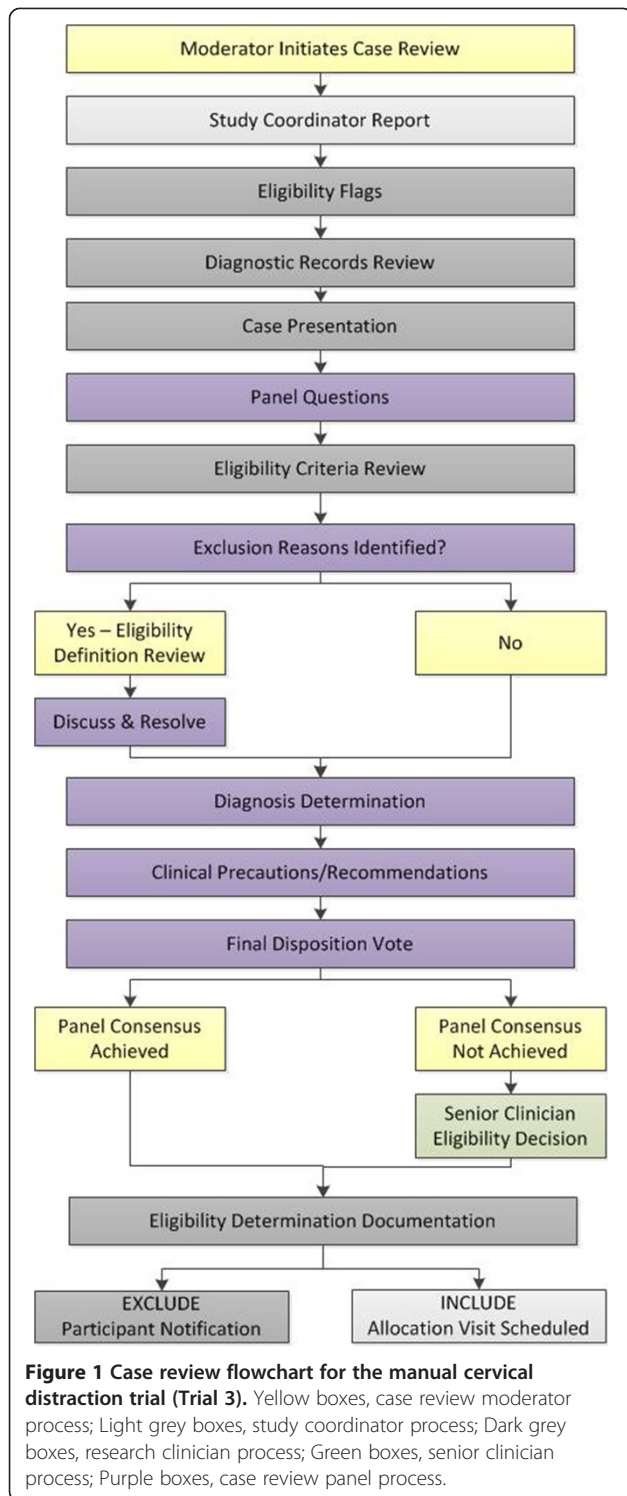 Moderator Initiates Case Review
Study Coordinator Report
Eligibility Flags
Diagnostic Records Review
Case Presentation
Panel Questions
Eligibility Criteria Review
Exclusion Reasons Identified?
Yes – Eligibility
Definition Review
No
Discuss & Resolve
Diagnosis Determination
Clinical Precautions/Recommendations
Final Disposition Vote
Panel Consensus
Achieved
Panel Consensus
Not Achieved
Senior Clinician
Eligibility Decision
Eligibility Determination Documentation
EXCLUDE
Participant Notification
INCLUDE
Allocation Visit Scheduled
Figure 1 Case review flowchart for the manual cervical
distraction trial (Trial 3). Yellow boxes, case review moderator
process; Light grey boxes, study coordinator process; Dark grey
boxes, research clinician process; Green boxes, senior clinician
process; Purple boxes, case review panel process.